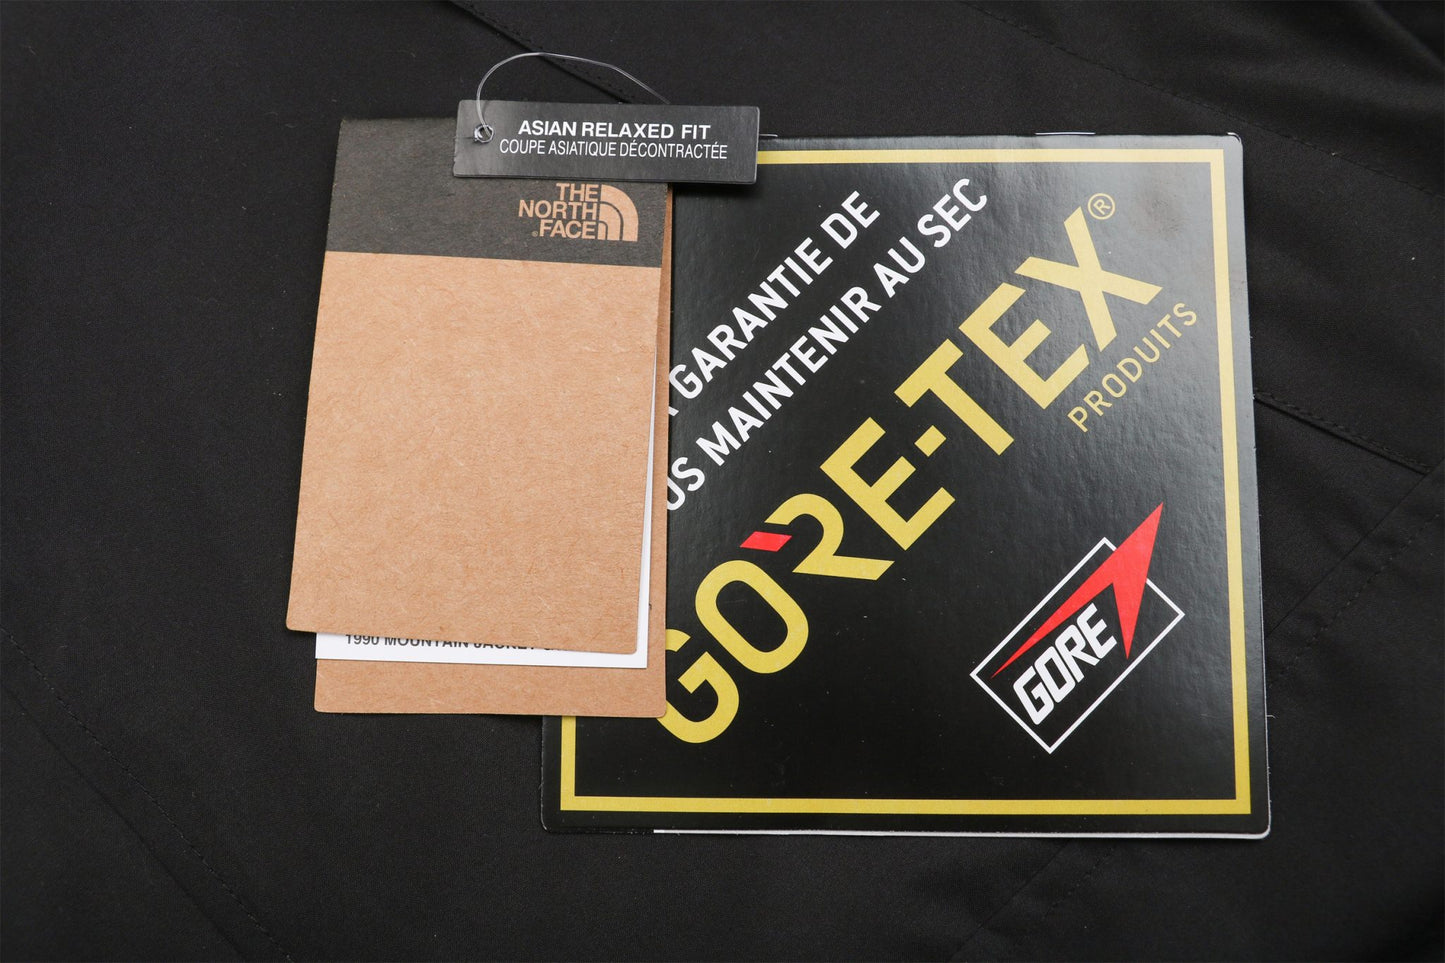 ASIAN RELAXED FIT
COUPE ASIATIQUE DÉCONTRACTÉE
THE
NORTH
FACE
1990 MOUNTAIN JACKET
GARANTIE DE
MAINTENIR AU SEC
GORE-TEX®
PRODUITS
GORE